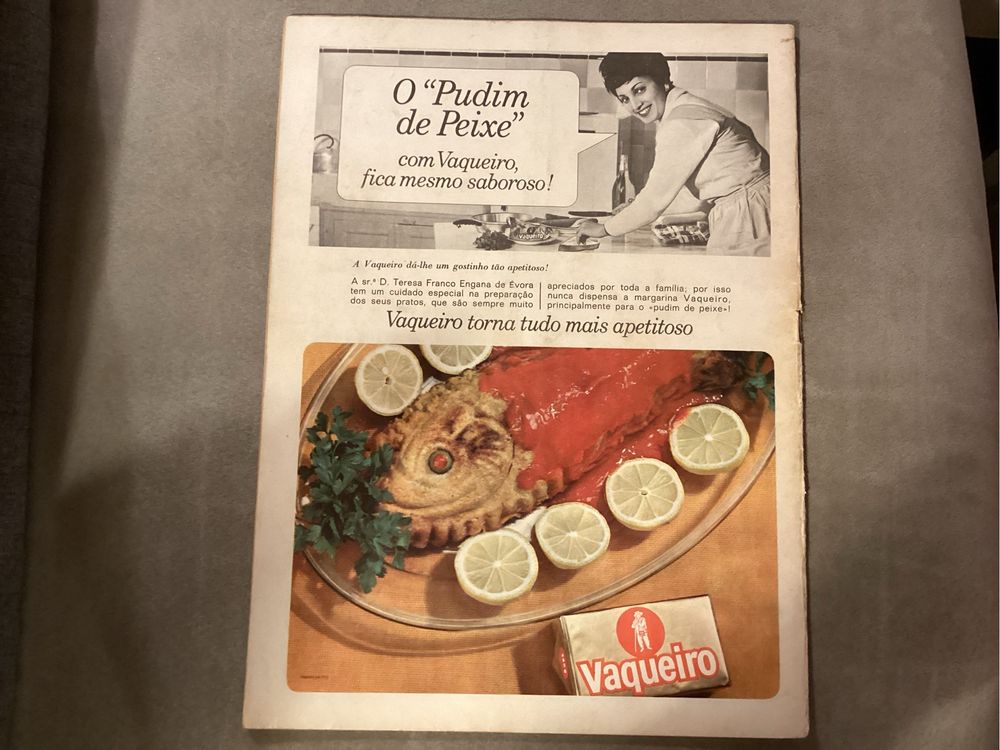 O “Pudim
de Peixe”
com Vaqueiro,
fica mesmo saboroso!
vaqueiro
A Vaqueiro dá-lhe um gostinho tão apetitoso!
A sr.ª D. Teresa Franco Engana de Évora
tem um cuidado especial na preparação
dos seus pratos, que são sempre muito
apreciados por toda a família; por isso
nunca dispensa a margarina Vaqueiro,
principalmente para o «pudim de peixe»!
Vaqueiro torna tudo mais apetitoso
Vaqueiro